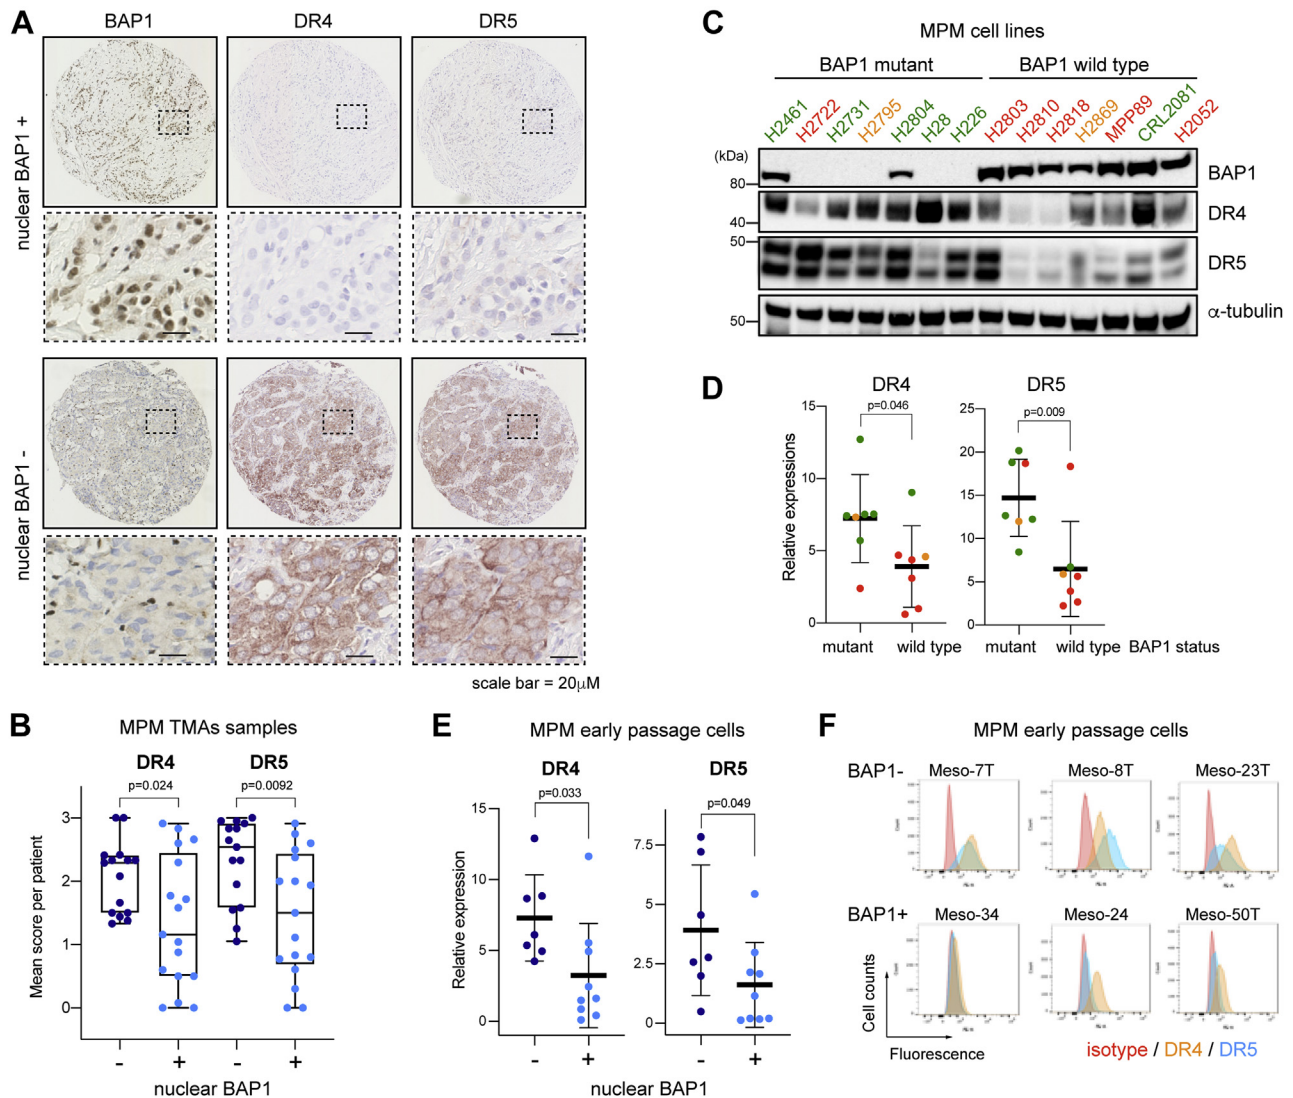 A
BAP1
DR4
DR5
nuclear BAP1 +
nuclear BAP1 -
scale bar = 20µM
B
MPM TMAs samples
DR4
DR5
p=0.024
p=0.0092
Mean score per patient
3
2
1
0
-
+
-
+
nuclear BAP1
C
MPM cell lines
BAP1 mutant
BAP1 wild type
H2461
H2722
H2731
H2795
H2804
H28
H226
H2803
H2810
H2818
H2869
MPP89
CRL2081
H2052
(kDa)
80
BAP1
40
DR4
50
DR5
50
α-tubulin
D
DR4
DR5
p=0.046
p=0.009
Relative expressions
15
10
5
0
25
20
15
10
5
0
mutant
wild type
mutant
wild type
BAP1 status
E
MPM early passage cells
DR4
DR5
p=0.033
p=0.049
Relative expression
15
10
5
0
7.5
5
2.5
0
-
+
-
+
nuclear BAP1
F
MPM early passage cells
BAP1-
Meso-7T
Meso-8T
Meso-23T
BAP1+
Meso-34
Meso-24
Meso-50T
Cell counts
Fluorescence
isotype / DR4 / DR5